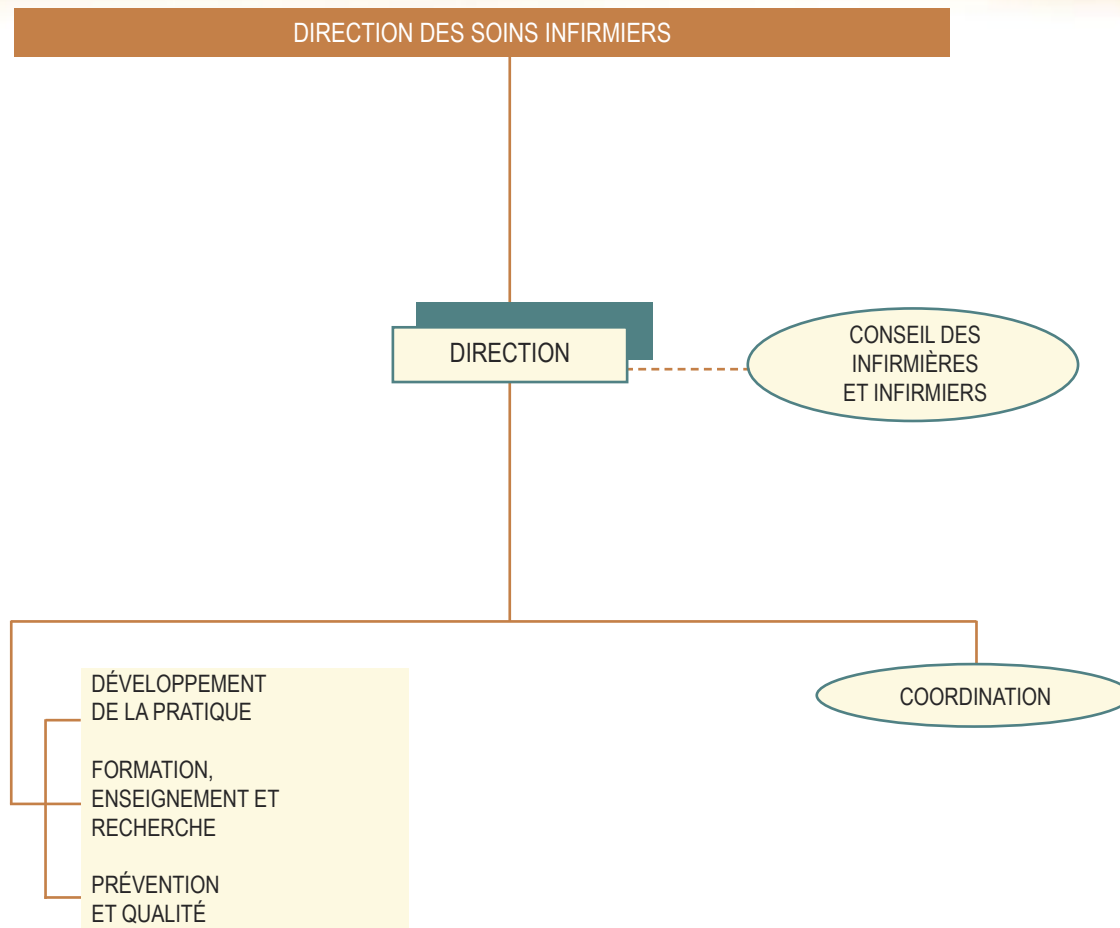 DIRECTION DES SOINS INFIRMIERS
DIRECTION
CONSEIL DES
INFIRMIÈRES
ET INFIRMIERS
DÉVELOPPEMENT
DE LA PRATIQUE
FORMATION,
ENSEIGNEMENT ET
RECHERCHE
PRÉVENTION
ET QUALITÉ
COORDINATION